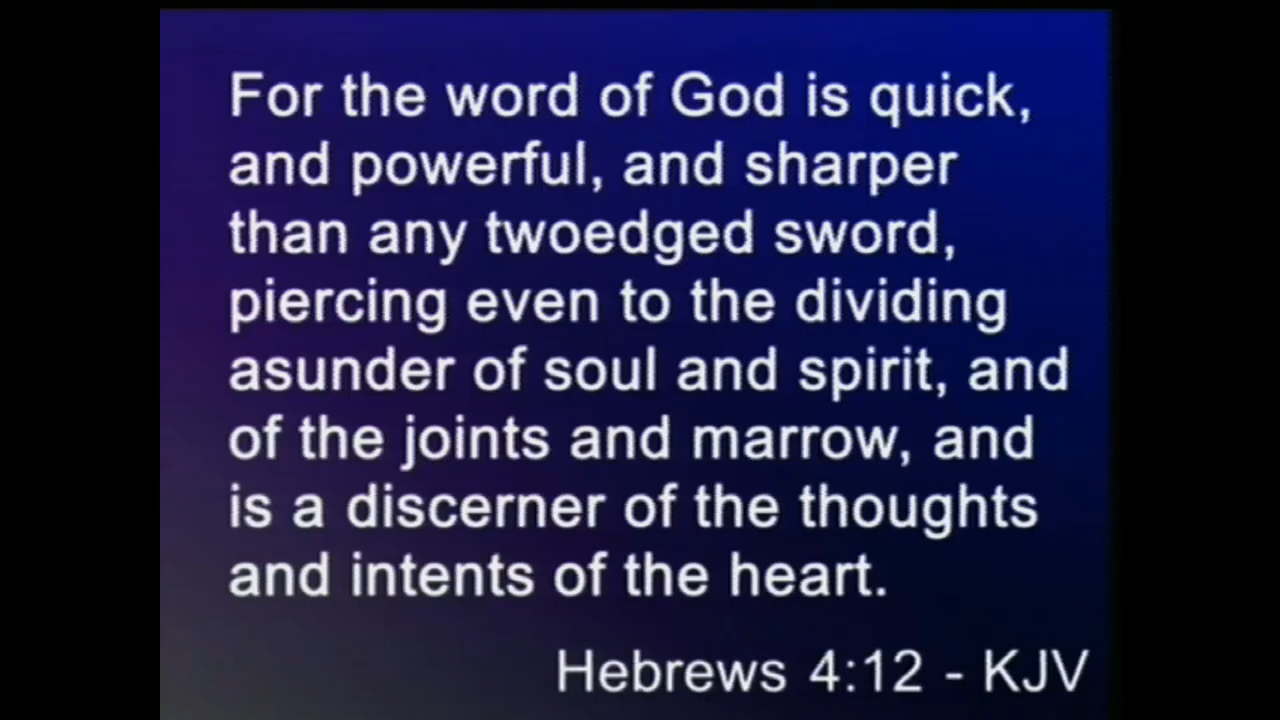 For the word of God is quick,
and powerful, and sharper
than any twoedged sword,
piercing even to the dividing
asunder of soul and spirit, and
of the joints and marrow, and
is a discerner of the thoughts
and intents of the heart.
Hebrews 4:12 - KJV